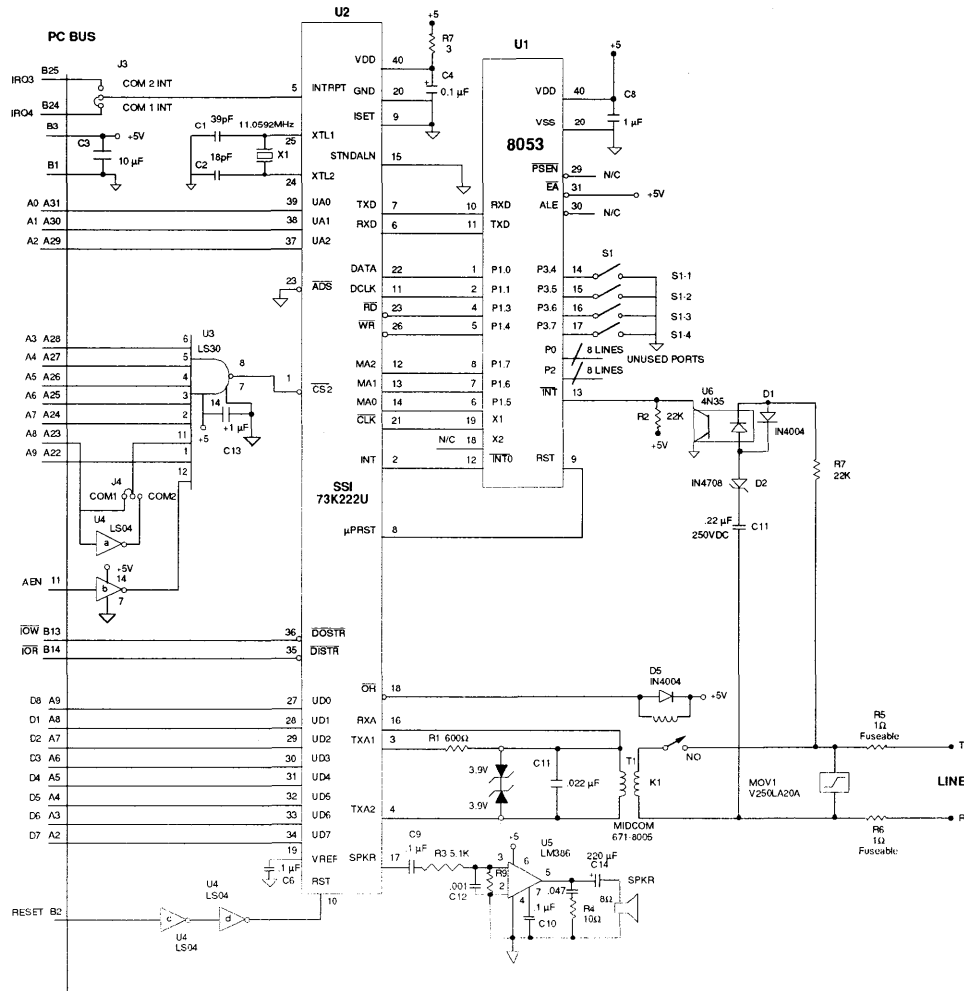 PC BUS
U2
+5
R7
3
VDD 40
C4
0.1 µF
GND 20
ISET 9
U1
+5
C8
1 µF
VDD 40
VSS 20
8053
J3
IRO3 B25
COM 2 INT
IRO4 B24
COM 1 INT
5 INTRPT
B3
+5V
C3
10 µF
B1
39pF
C1
11.0592MHz
18pF
C2
X1
XTL1
25
XTL2
24
STNDALN 15
PSEN 29 N/C
EA 31 +5V
ALE 30 N/C
A0 A31 39 UA0
A1 A30 38 UA1
A2 A29 37 UA2
TXD 7 10 RXD
RXD 6 11 TXD
23 ADS
DATA 22 1 P1.0
DCLK 11 2 P1.1
RD 23 4 P1.3
WR 26 5 P1.4
S1
P3.4 14 S1-1
P3.5 15 S1-2
P3.6 16 S1-3
P3.7 17 S1-4
P0 8 LINES
UNUSED PORTS
P2 8 LINES
INT 13
MA2 12 8 P1.7
MA1 13 7 P1.6
MA0 14 6 P1.5
CLK 21 19 X1
N/C 18 X2
INT 2 12 INT0
RST 9
µPRST 8
SSI
73K222U
A3 A28 6
A4 A27 5
A5 A26 4
A6 A25 3
A7 A24 2
A8 A23 11
A9 A22 1
12
U3
LS30
8
7
14
+5
+1 µF
C13
1 CS2
J4
COM1
COM2
U4
LS04
a
+5V
AEN 11
b
14
7
R2 22K
+5V
U6
4N35
D1
IN4004
IN4708 D2
.22 µF
250VDC
C11
R7
22K
IOW B13 36 DOSTR
IOR B14 35 DISTR
OH 18
D5
IN4004
+5V
RXA 16
TXA1 3
R1 600Ω
3.9V
3.9V
C11
.022 µF
TXA2 4
T1
K1
NO
MIDCOM
671-8005
MOV1
V250LA20A
R5
1Ω
Fuseable
T
LINE
R
R6
1Ω
Fuseable
D8 A9 27 UD0
D1 A8 28 UD1
D2 A7 29 UD2
D3 A6 30 UD3
D4 A5 31 UD4
D5 A4 32 UD5
D6 A3 33 UD6
D7 A2 34 UD7
19 VREF
.1 µF
C6
RST
10
SPKR 17
C9
.1 µF
R3 5.1K
.001
C12
R9
+5
U5
LM386
3
6
2
5
4
7
.1 µF
C10
.047
R4
10Ω
220 µF
C14
SPKR
8Ω
RESET B2
c
U4
LS04
U4
LS04
d